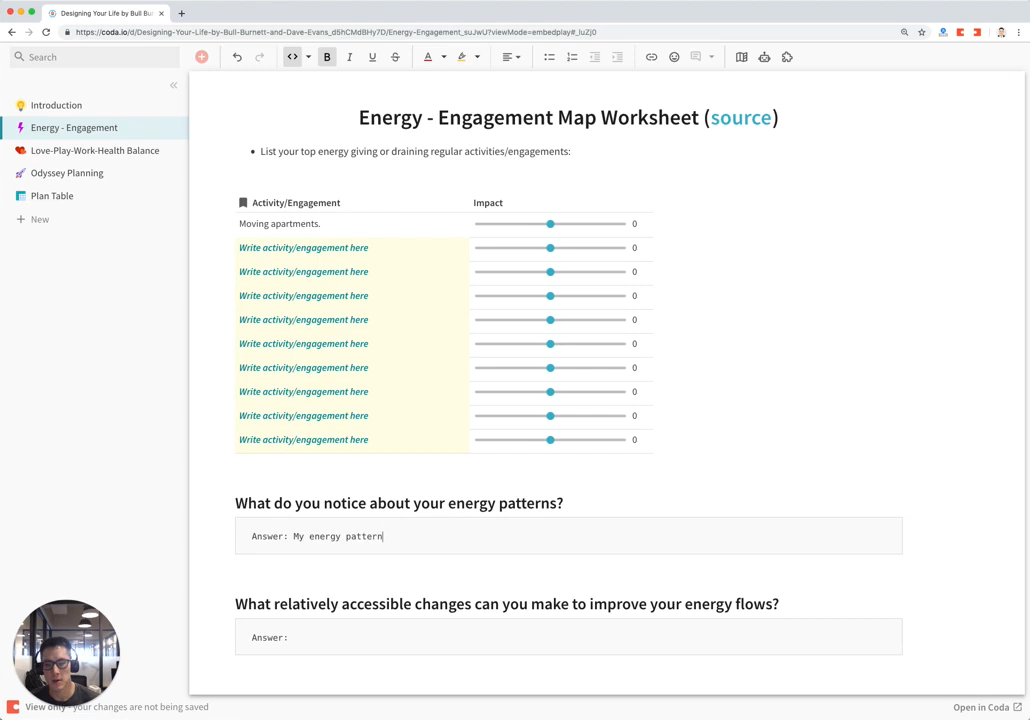 Designing Your Life by Bull Bu
https://coda.io/d/Designing-Your-Life-by-Bull-Burnett-and-Dave-Evans_d5hCMdBHy7D/Energy-Engagement_suJwU?viewMode=embedplay#_luZJ0
Search
Introduction
Energy - Engagement
Love-Play-Work-Health Balance
Odyssey Planning
Plan Table
New
Energy - Engagement Map Worksheet (source)
List your top energy giving or draining regular activities/engagements:
Activity/Engagement Impact
Moving apartments. 0
Write activity/engagement here 0
Write activity/engagement here 0
Write activity/engagement here 0
Write activity/engagement here 0
Write activity/engagement here 0
Write activity/engagement here 0
Write activity/engagement here 0
Write activity/engagement here 0
Write activity/engagement here 0
What do you notice about your energy patterns?
Answer: My energy pattern
What relatively accessible changes can you make to improve your energy flows?
Answer:
View only - your changes are not being saved
Open in Coda